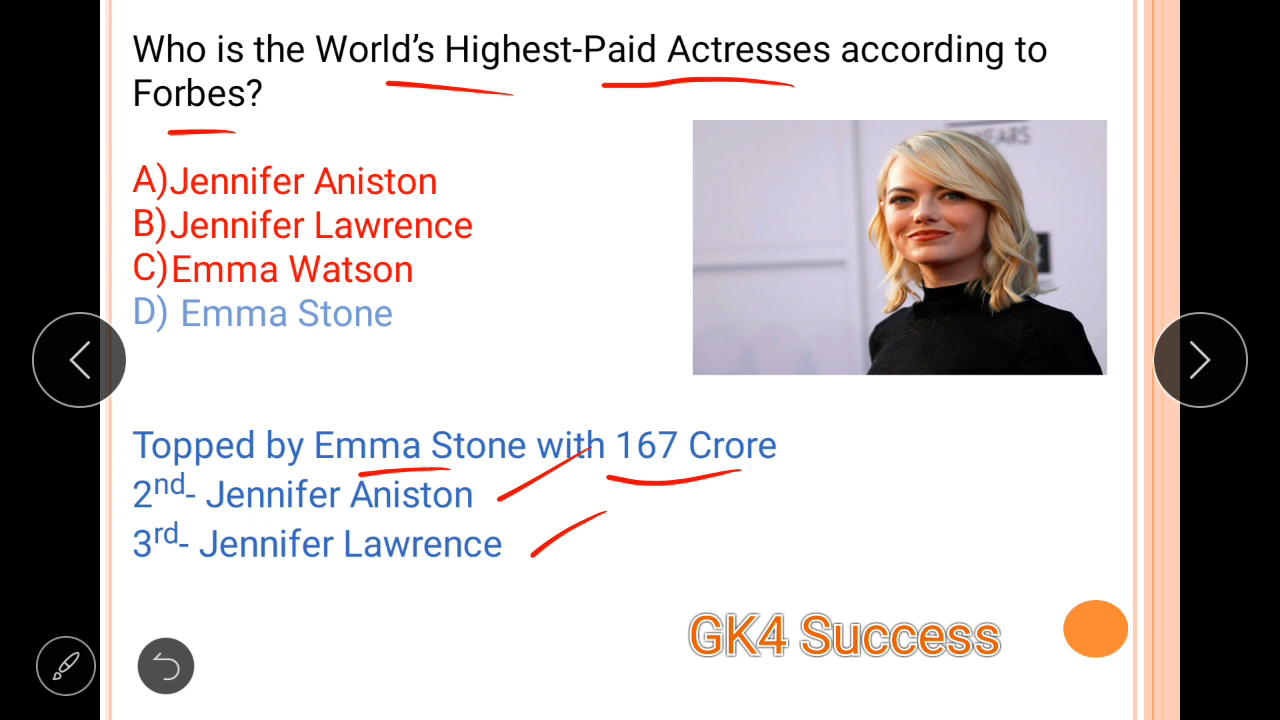 Who is the World’s Highest-Paid Actresses according to
Forbes?
A)Jennifer Aniston
B)Jennifer Lawrence
C)Emma Watson
D) Emma Stone
Topped by Emma Stone with 167 Crore
2nd- Jennifer Aniston
3rd- Jennifer Lawrence
GK4 Success